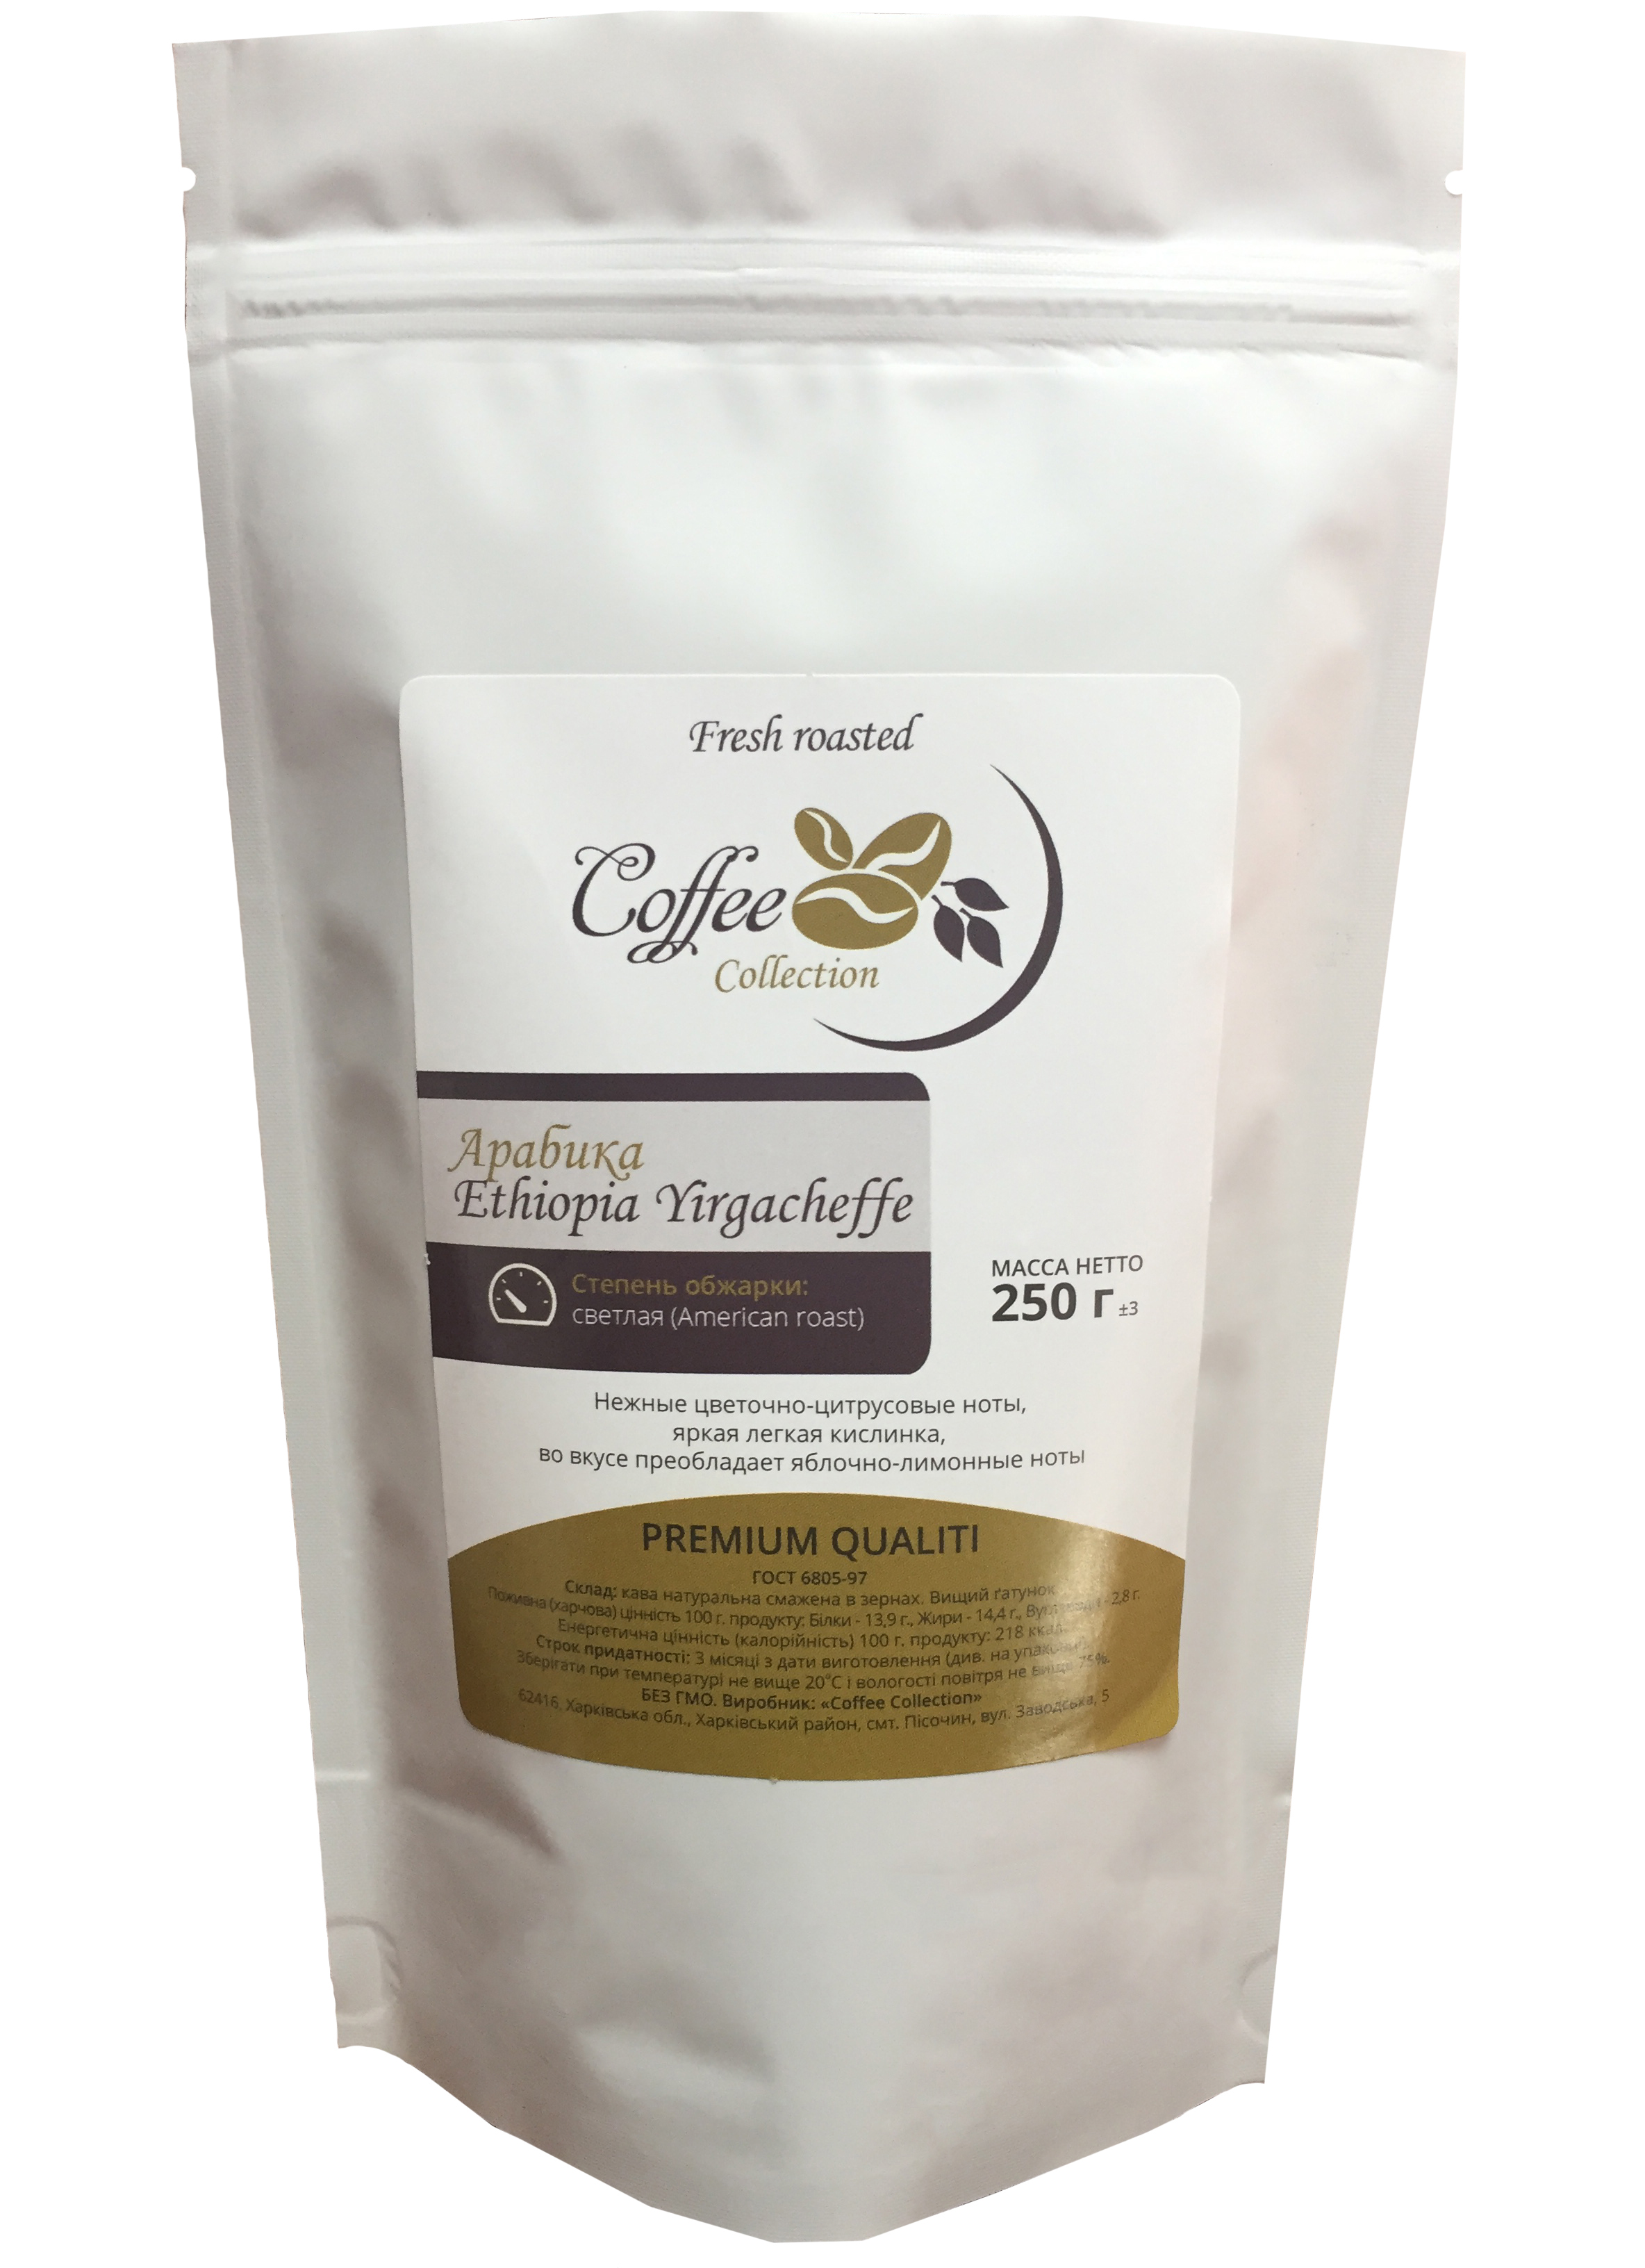 Fresh roasted
Coffee
Collection
Арабика
Ethiopia Yirgacheffe
Степень обжарки:
светлая (American roast)
МАССА НЕТТО
250 г ±3
Нежные цветочно-цитрусовые ноты,
яркая легкая кислинка,
во вкусе преобладает яблочно-лимонные ноты
PREMIUM QUALITI
ГОСТ 6805-97
Склад: кава натуральна смажена в зернах. Вищий ґатунок
Поживна (харчова) цінність 100 г. продукту: Білки - 13,9 г., Жири - 14,4 г., - 2,8 г.
Енергетична цінність (калорійність) 100 г. продукту: 218 ккал.
Строк придатності: 3 місяці з дати виготовлення (див. на упаковці)
Зберігати при температурі не вище 20°С і вологості повітря не вище 75%.
БЕЗ ГМО. Виробник: «Coffee Collection»
62416, Харківська обл., Харківський район, смт. Пісочин, вул. Заводська, 5